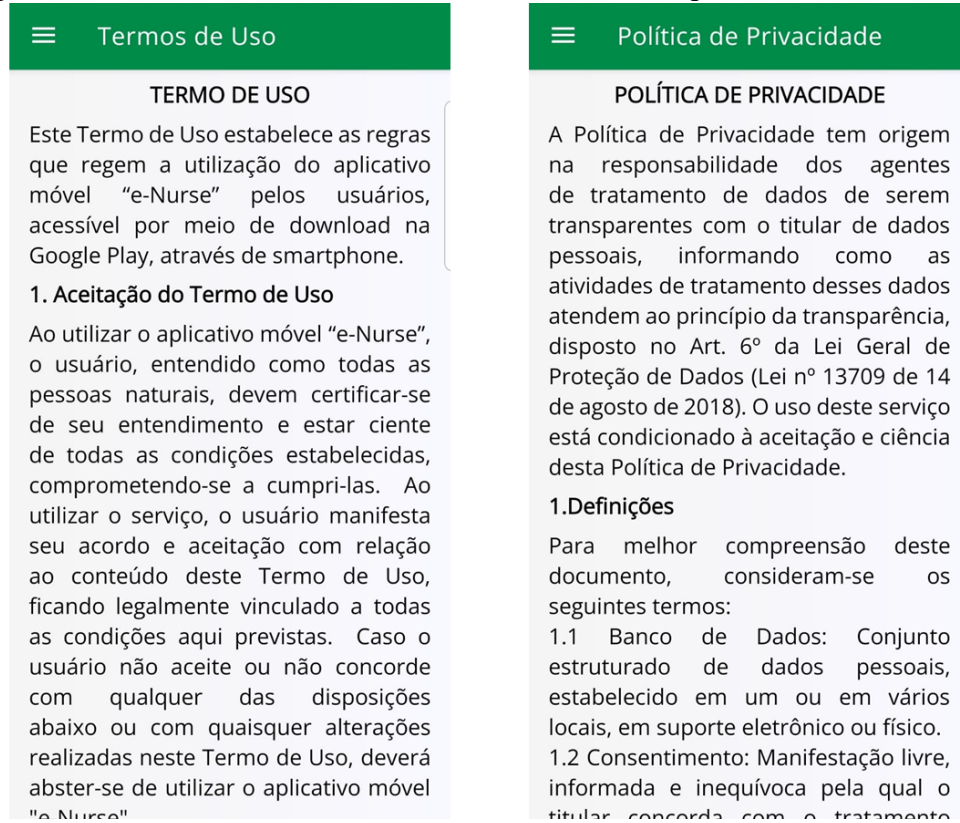 Termos de Uso
TERMO DE USO
Este Termo de Uso estabelece as regras
que regem a utilização do aplicativo
móvel “e-Nurse” pelos usuários,
acessível por meio de download na
Google Play, através de smartphone.
1. Aceitação do Termo de Uso
Ao utilizar o aplicativo móvel “e-Nurse”,
o usuário, entendido como todas as
pessoas naturais, devem certificar-se
de seu entendimento e estar ciente
de todas as condições estabelecidas,
comprometendo-se a cumpri-las. Ao
utilizar o serviço, o usuário manifesta
seu acordo e aceitação com relação
ao conteúdo deste Termo de Uso,
ficando legalmente vinculado a todas
as condições aqui previstas. Caso o
usuário não aceite ou não concorde
com qualquer das disposições
abaixo ou com quaisquer alterações
realizadas neste Termo de Uso, deverá
abster-se de utilizar o aplicativo móvel
"e-Nurse"
Política de Privacidade
POLÍTICA DE PRIVACIDADE
A Política de Privacidade tem origem
na responsabilidade dos agentes
de tratamento de dados de serem
transparentes com o titular de dados
pessoais, informando como as
atividades de tratamento desses dados
atendem ao princípio da transparência,
disposto no Art. 6º da Lei Geral de
Proteção de Dados (Lei nº 13709 de 14
de agosto de 2018). O uso deste serviço
está condicionado à aceitação e ciência
desta Política de Privacidade.
1.Definições
Para melhor compreensão deste
documento, consideram-se os
seguintes termos:
1.1 Banco de Dados: Conjunto
estruturado de dados pessoais,
estabelecido em um ou em vários
locais, em suporte eletrônico ou físico.
1.2 Consentimento: Manifestação livre,
informada e inequívoca pela qual o
titular concorda com o tratamento